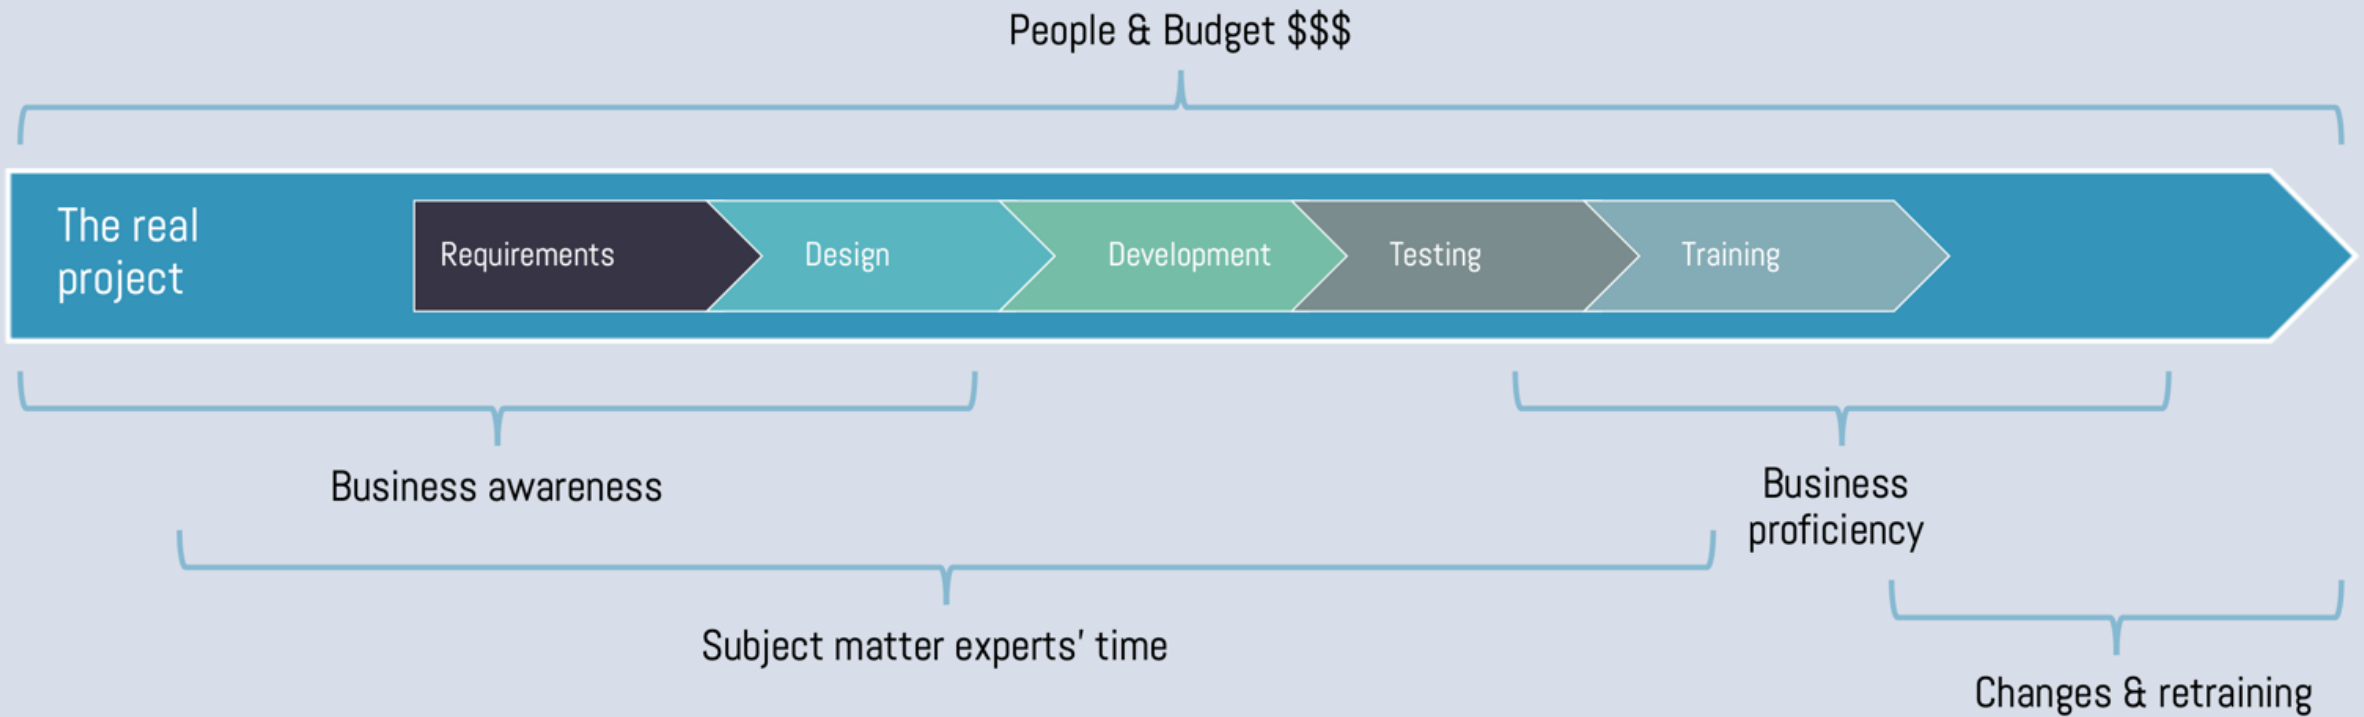 People & Budget $$$
The real
project
Requirements
Design
Development
Testing
Training
Business awareness
Business
proficiency
Subject matter experts’ time
Changes & retraining